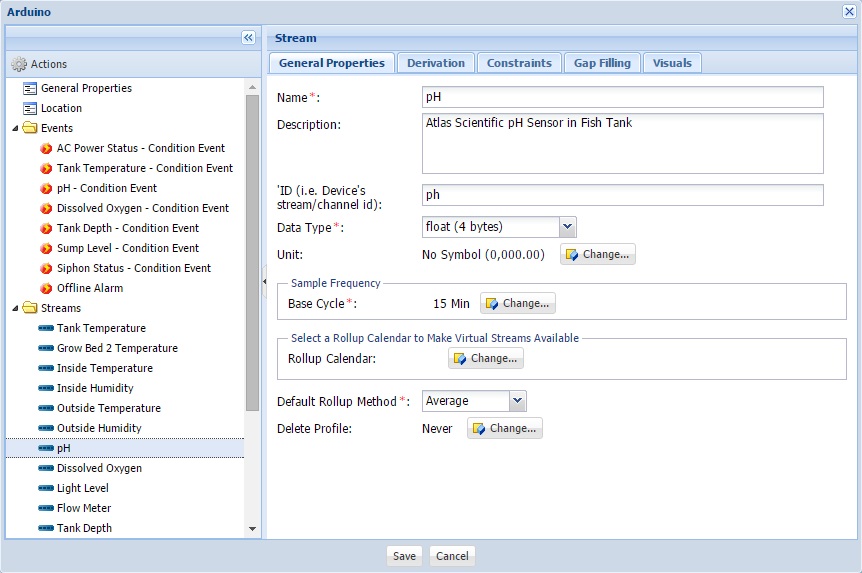 Arduino
Actions
General Properties
Location
Events
AC Power Status - Condition Event
Tank Temperature - Condition Event
pH - Condition Event
Dissolved Oxygen - Condition Event
Tank Depth - Condition Event
Sump Level - Condition Event
Siphon Status - Condition Event
Offline Alarm
Streams
Tank Temperature
Grow Bed 2 Temperature
Inside Temperature
Inside Humidity
Outside Temperature
Outside Humidity
pH
Dissolved Oxygen
Light Level
Flow Meter
Tank Depth
Stream
General Properties Derivation Constraints Gap Filling Visuals
Name*: pH
Description: Atlas Scientific pH Sensor in Fish Tank
'ID (i.e. Device's
stream/channel id): ph
Data Type*: float (4 bytes)
Unit: No Symbol (0,000.00) Change...
Sample Frequency
Base Cycle*: 15 Min Change...
Select a Rollup Calendar to Make Virtual Streams Available
Rollup Calendar: Change...
Default Rollup Method*: Average
Delete Profile: Never Change...
Save Cancel